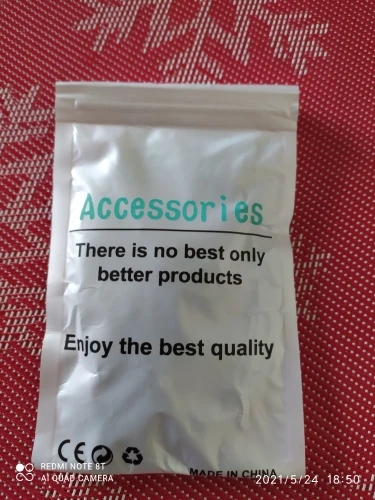 Accessories
There is no best only
better products
Enjoy the best quality
CE
MADE IN CHINA
REDMI NOTE 8T
AI QUAD CAMERA
2021/5/24 18:50